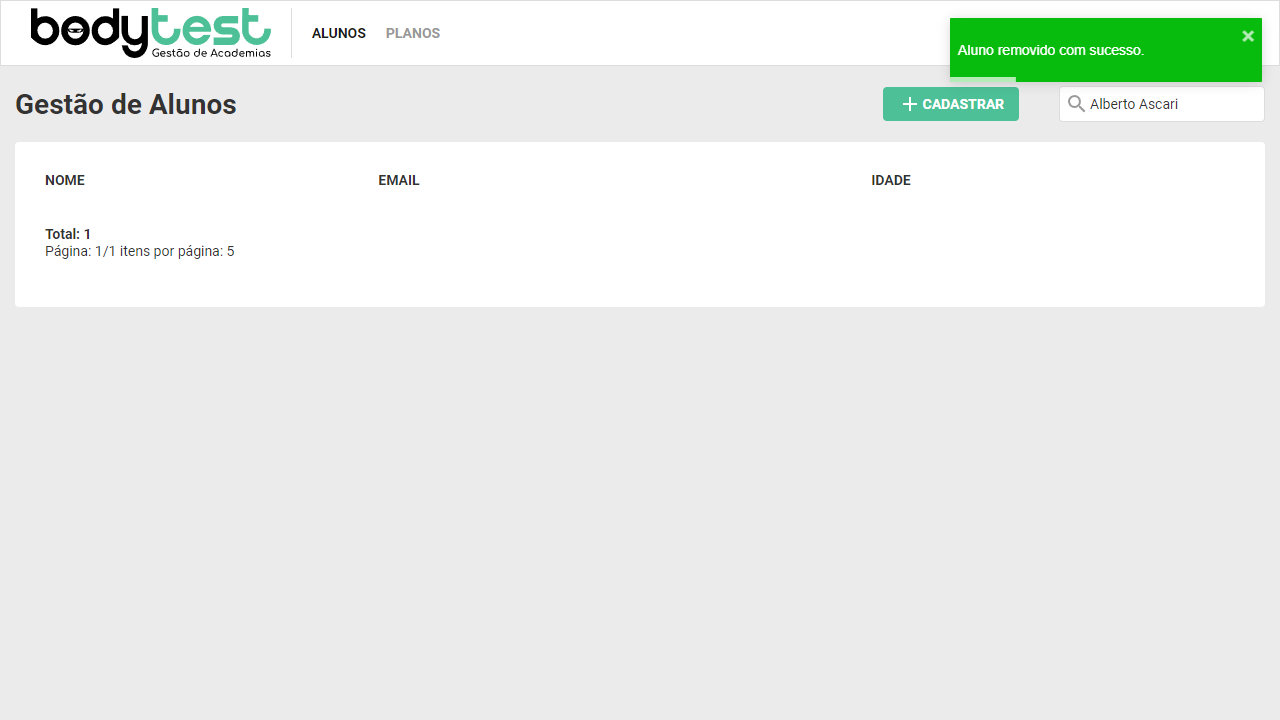 bodytest
Gestão de Academias
ALUNOS
PLANOS
Aluno removido com sucesso.
×
Gestão de Alunos
CADASTRAR
Alberto Ascari
NOME
EMAIL
IDADE
Total: 1
Página: 1/1 itens por página: 5